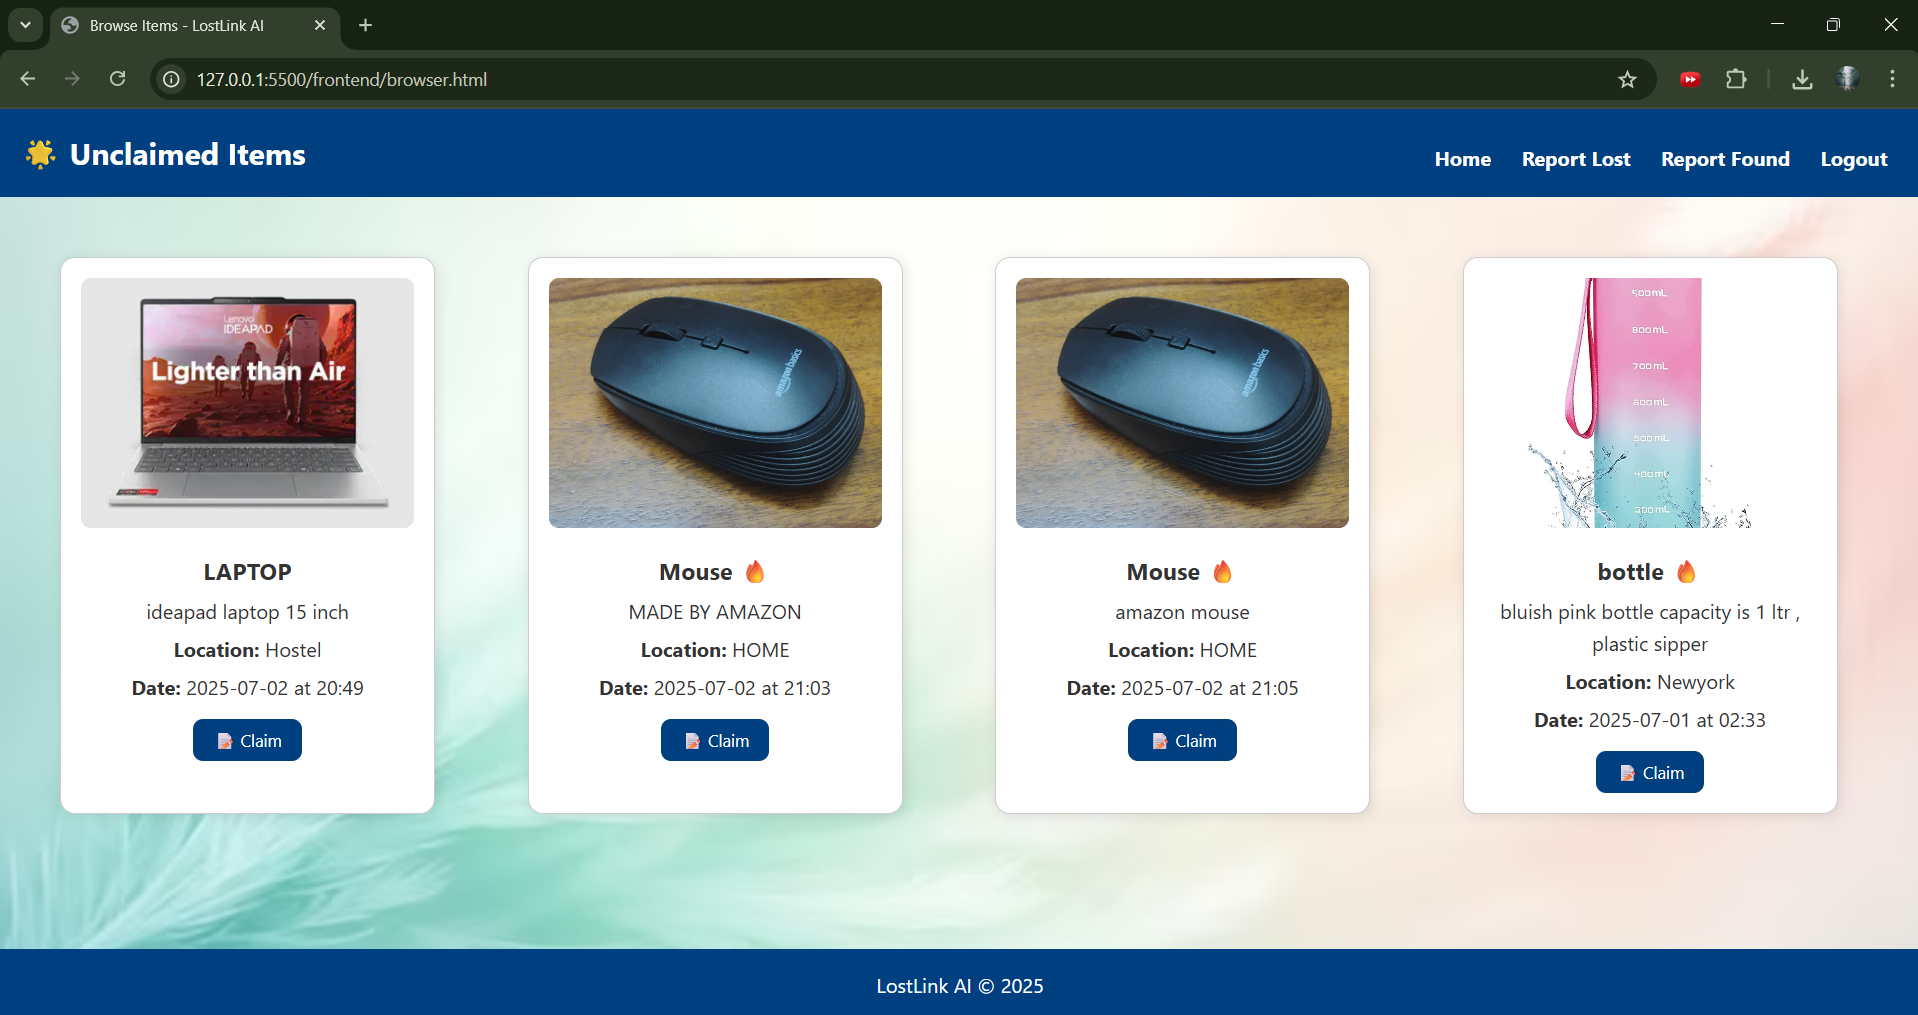 Browse Items - LostLink AI
127.0.0.1:5500/frontend/browser.html
🌟 Unclaimed Items
Home Report Lost Report Found Logout
Lenovo
IDEAPAD
Lighter than Air
LAPTOP
ideapad laptop 15 inch
Location: Hostel
Date: 2025-07-02 at 20:49
📝 Claim
amazon basics
Mouse 🔥
MADE BY AMAZON
Location: HOME
Date: 2025-07-02 at 21:03
📝 Claim
amazon basics
Mouse 🔥
amazon mouse
Location: HOME
Date: 2025-07-02 at 21:05
📝 Claim
900mL
800mL
700mL
600mL
500mL
400mL
300mL
bottle 🔥
bluish pink bottle capacity is 1 ltr ,
plastic sipper
Location: Newyork
Date: 2025-07-01 at 02:33
📝 Claim
LostLink AI © 2025